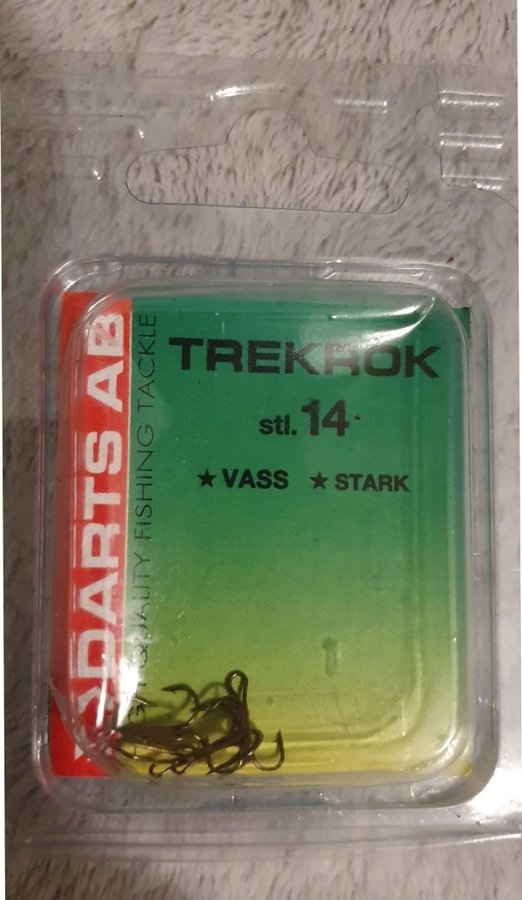 TREKROK
stl. 14
★ VASS ★ STARK
DARTS AB
QUALITY FISHING TACKLE